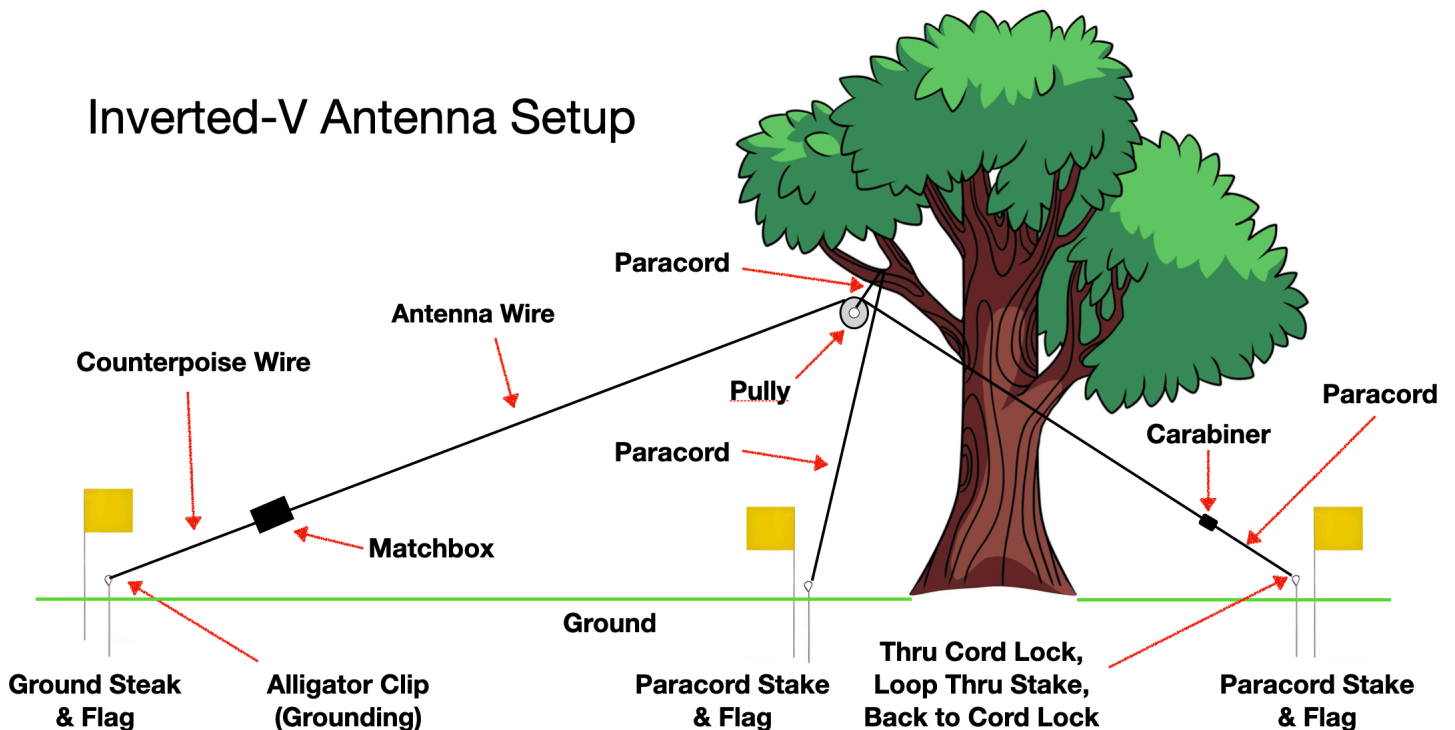 Inverted-V Antenna Setup
Paracord
Antenna Wire
Counterpoise Wire
Pully
Paracord
Carabiner
Paracord
Matchbox
Ground
Ground Steak
& Flag
Alligator Clip
(Grounding)
Paracord Stake
& Flag
Thru Cord Lock,
Loop Thru Stake,
Back to Cord Lock
Paracord Stake
& Flag